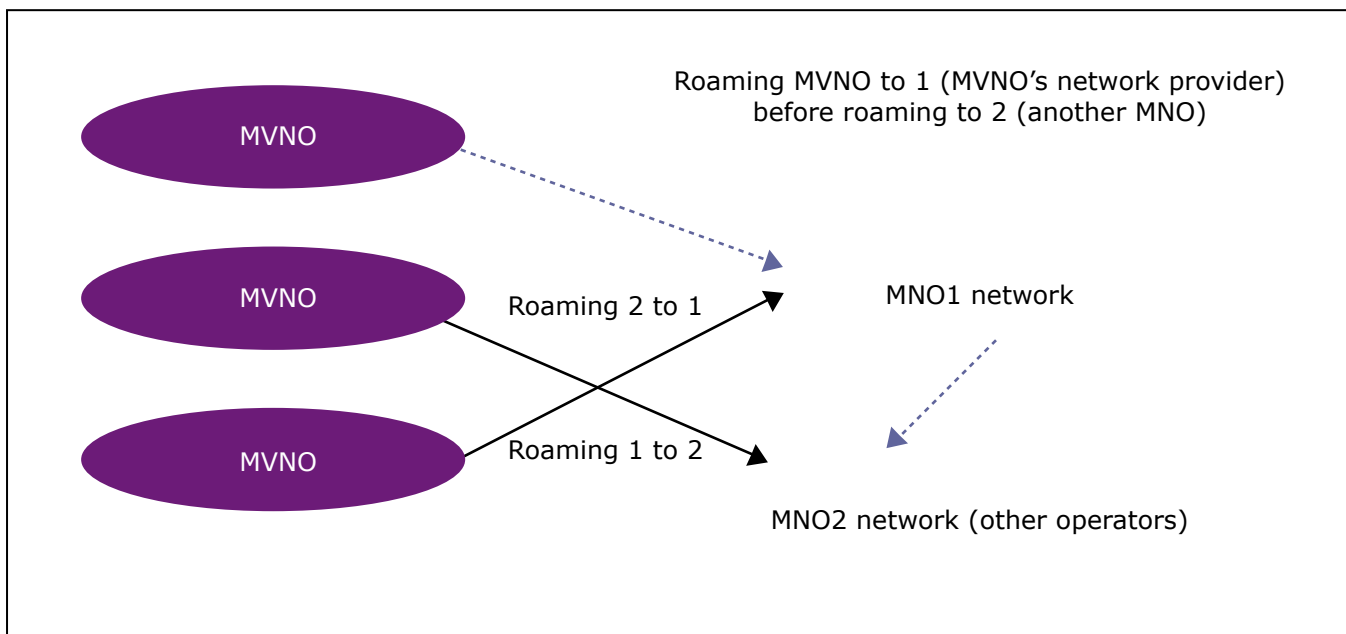 Roaming MVNO to 1 (MVNO’s network provider)
before roaming to 2 (another MNO)
MVNO
MVNO
Roaming 2 to 1
MNO1 network
MVNO
Roaming 1 to 2
MNO2 network (other operators)